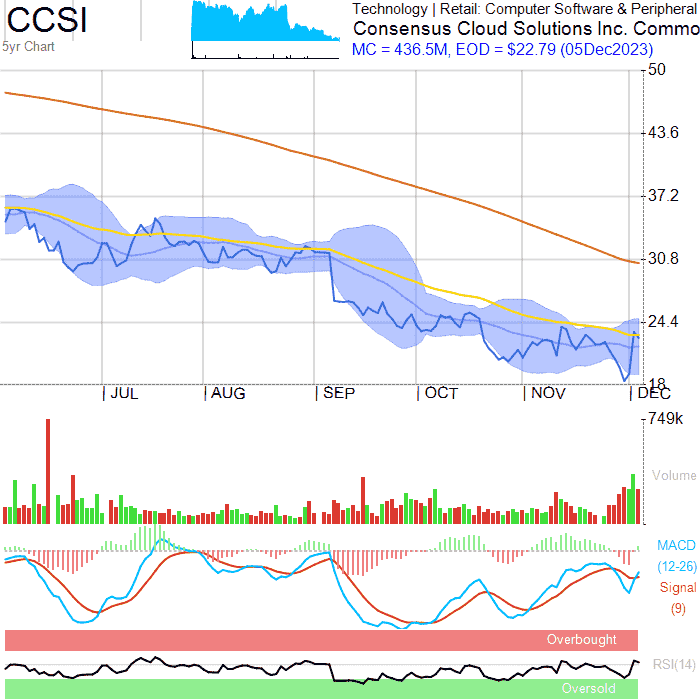 CCSI
5yr Chart
Technology | Retail: Computer Software & Peripheral
Consensus Cloud Solutions Inc. Commo
MC = 436.5M, EOD = $22.79 (05Dec2023)
50
43.6
37.2
30.8
24.4
18
JUL AUG SEP OCT NOV DEC
749k
Volume
MACD
(12-26)
Signal
(9)
Overbought
RSI(14)
Oversold